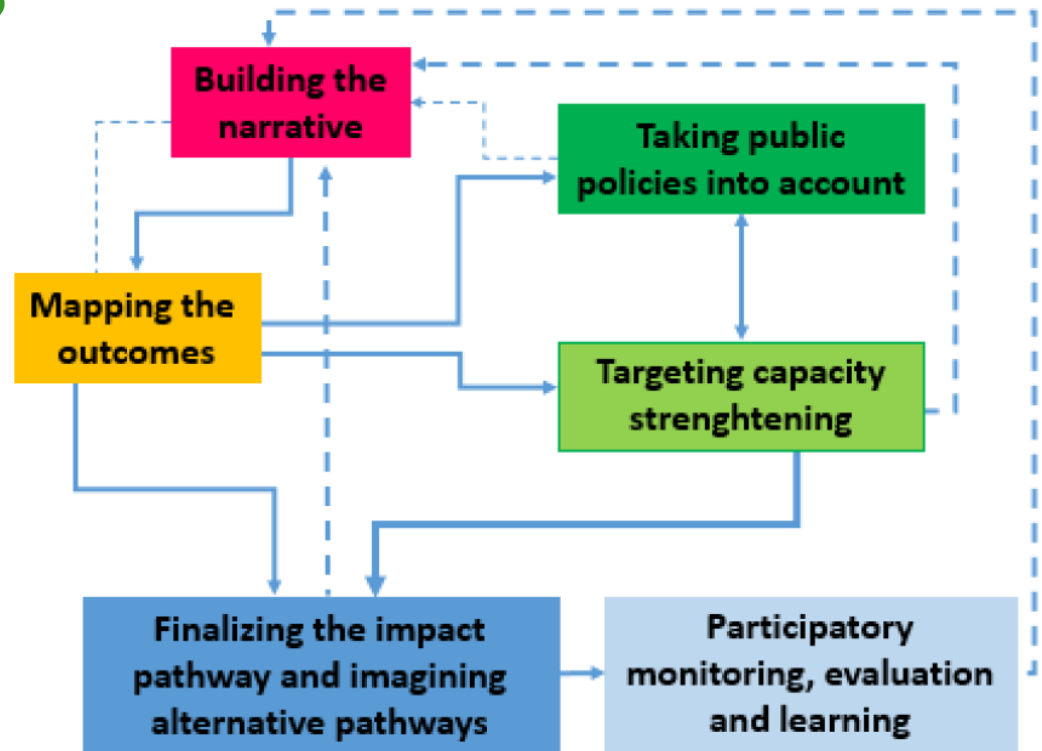 Building the
narrative
Taking public
policies into account
Mapping the
outcomes
Targeting capacity
strenghtening
Finalizing the impact
pathway and imagining
alternative pathways
Participatory
monitoring, evaluation
and learning